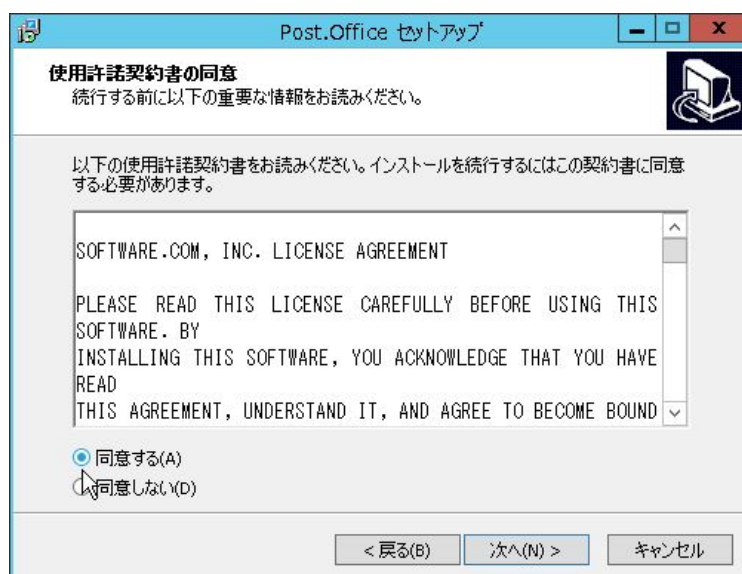 Post.Office セットアップ
使用許諾契約書の同意
続行する前に以下の重要な情報をお読みください。
以下の使用許諾契約書をお読みください。インストールを続行するにはこの契約書に同意
する必要があります。
SOFTWARE.COM, INC. LICENSE AGREEMENT
PLEASE READ THIS LICENSE CAREFULLY BEFORE USING THIS
SOFTWARE. BY
INSTALLING THIS SOFTWARE, YOU ACKNOWLEDGE THAT YOU HAVE
READ
THIS AGREEMENT, UNDERSTAND IT, AND AGREE TO BECOME BOUND
同意する(A)
同意しない(D)
< 戻る(B)
次へ(N) >
キャンセル